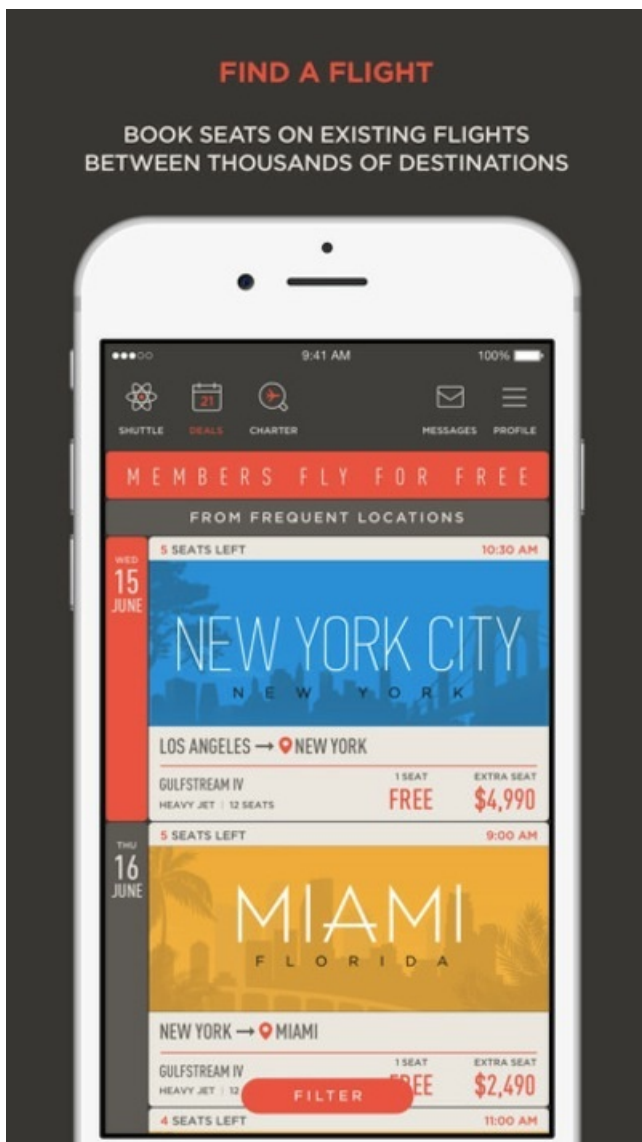 FIND A FLIGHT
BOOK SEATS ON EXISTING FLIGHTS
BETWEEN THOUSANDS OF DESTINATIONS
9:41 AM 100%
21
SHUTTLE DEALS CHARTER MESSAGES PROFILE
MEMBERS FLY FOR FREE
FROM FREQUENT LOCATIONS
WED
15
JUNE
5 SEATS LEFT 10:30 AM
NEW YORK CITY
NEW YORK
LOS ANGELES → NEW YORK
GULFSTREAM IV
HEAVY JET | 12 SEATS
1 SEAT
FREE
EXTRA SEAT
$4,990
THU
16
JUNE
5 SEATS LEFT 9:00 AM
MIAMI
FLORIDA
NEW YORK → MIAMI
GULFSTREAM IV
HEAVY JET | 12
1 SEAT
EXTRA SEAT
$2,490
FILTER
4 SEATS LEFT 11:00 AM